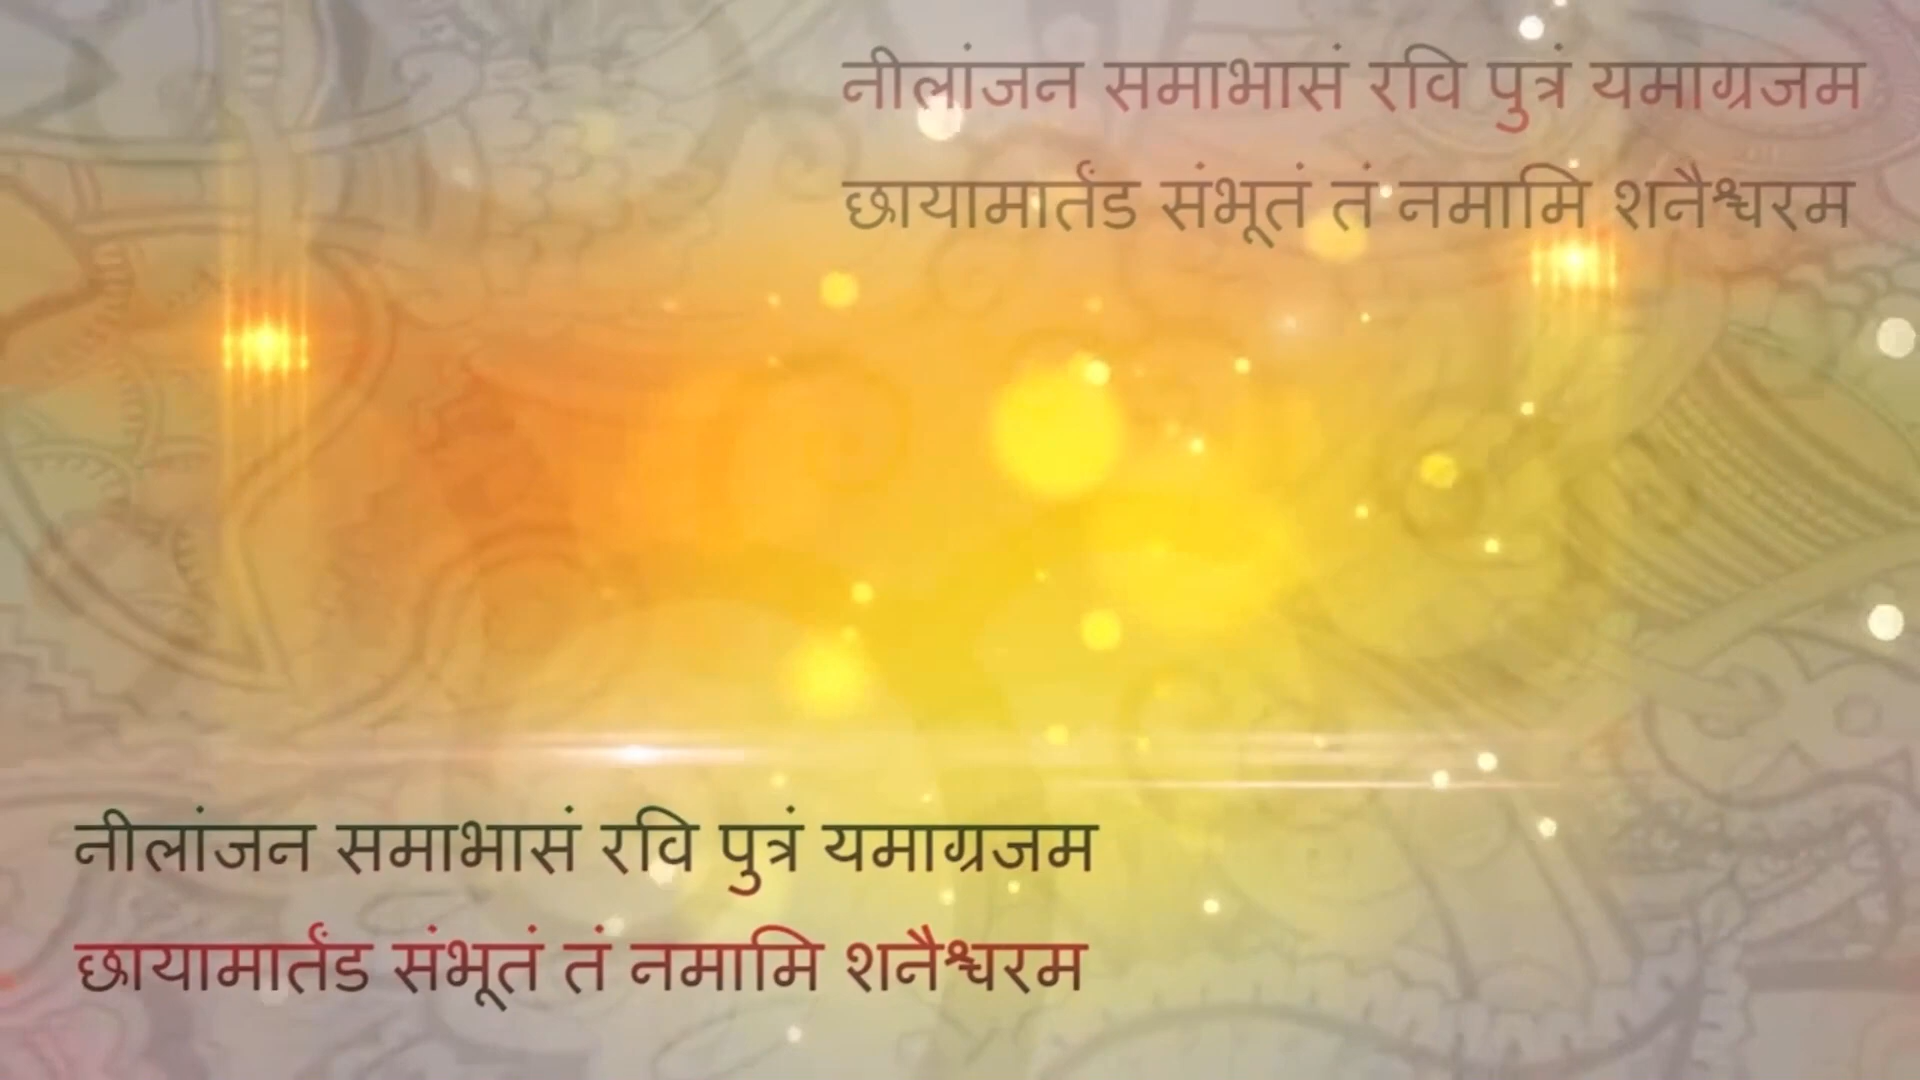 नीलांजन समाभासं रवि पुत्रं यमाग्रजम
छायामार्तंड संभूतं तं नमामि शनैश्चरम
नीलांजन समाभासं रवि पुत्रं यमाग्रजम
छायामार्तंड संभूतं तं नमामि शनैश्चरम